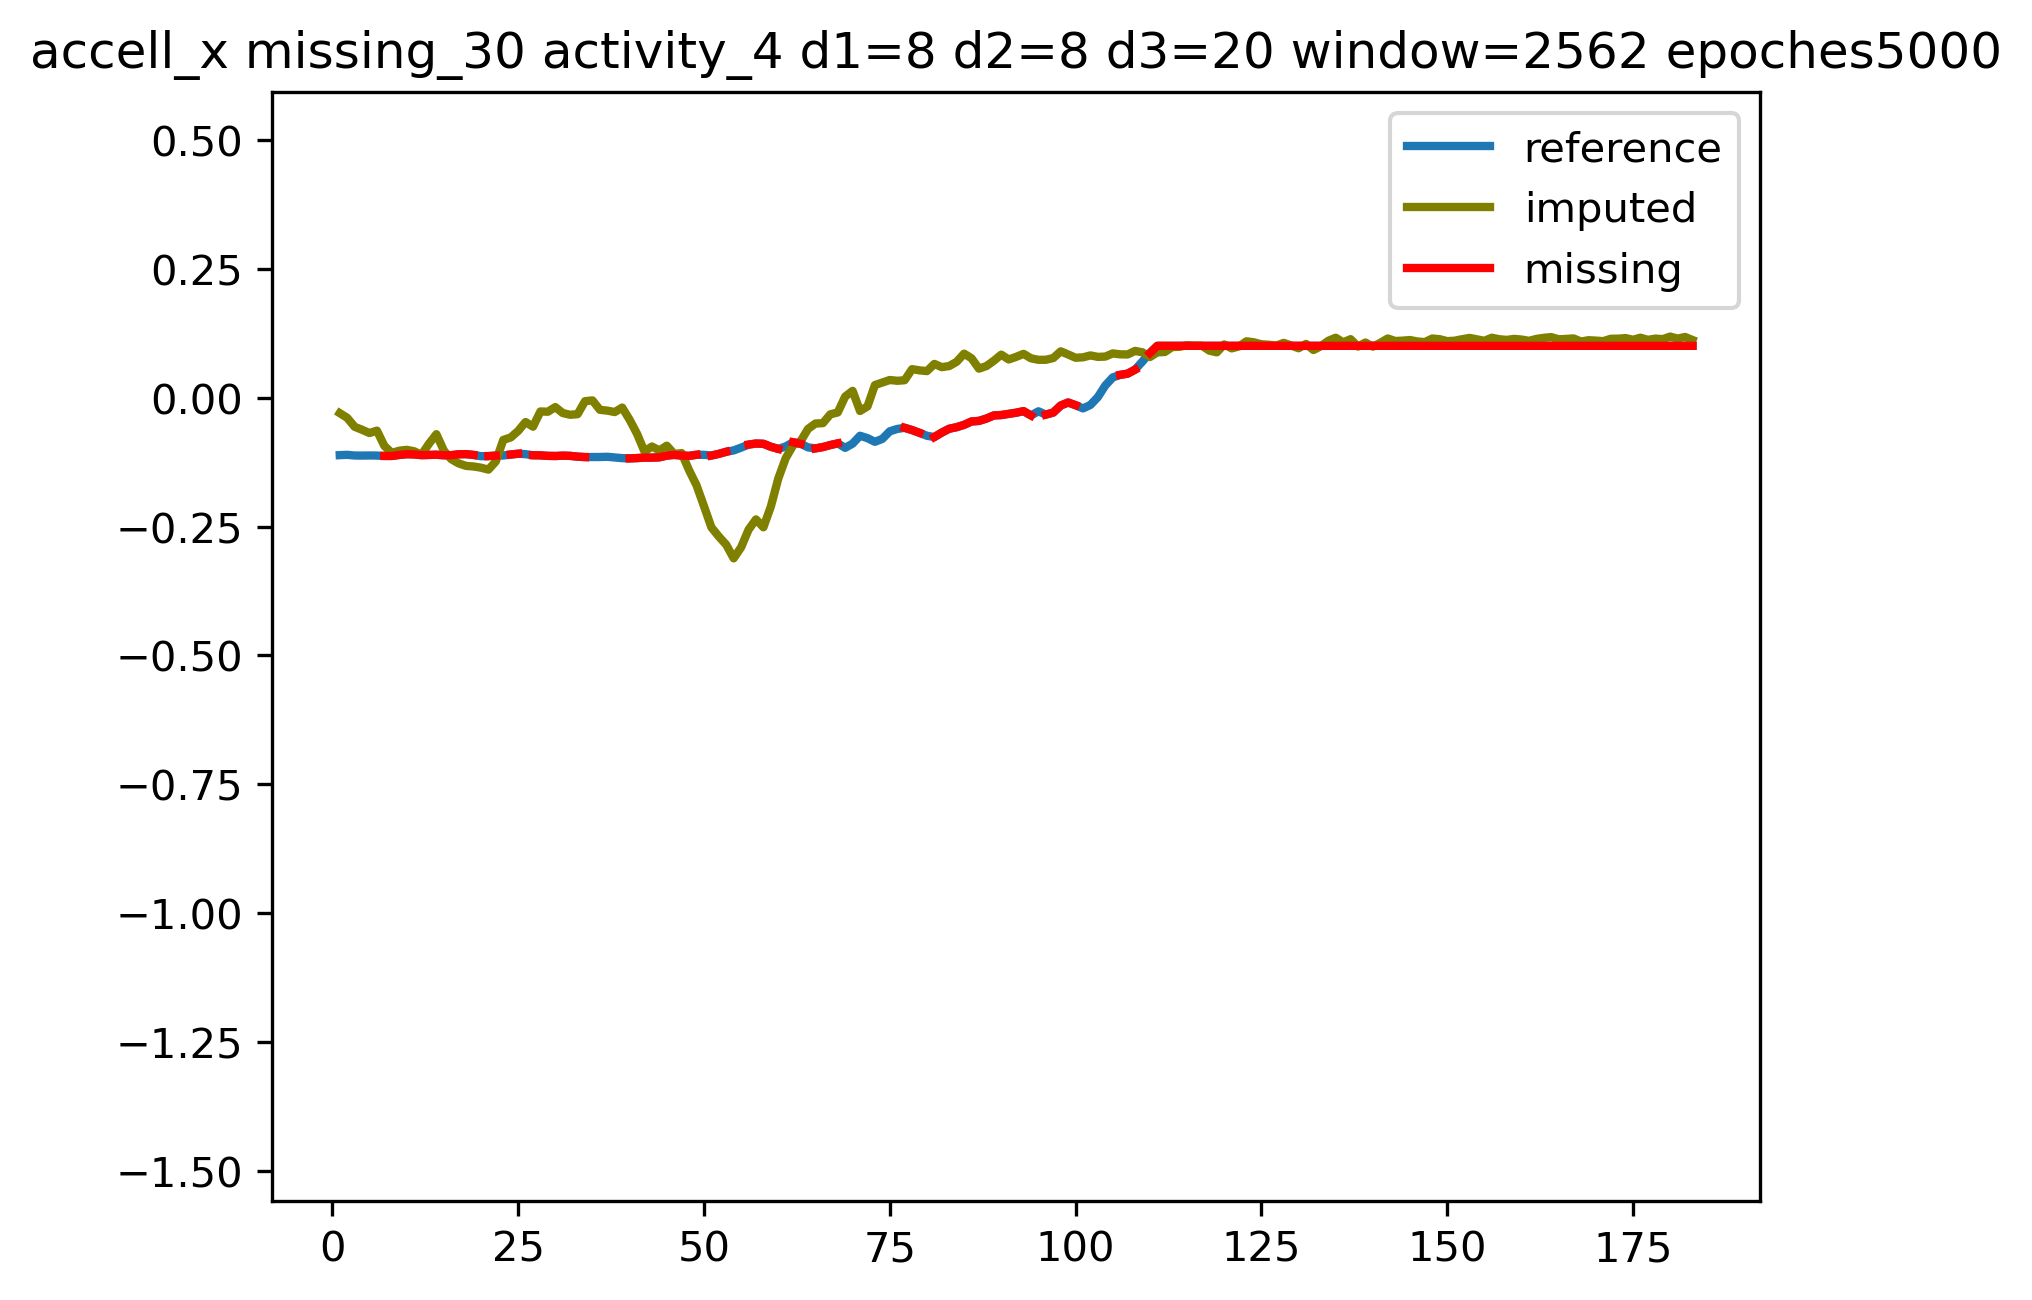 accell_x missing_30 activity_4 d1=8 d2=8 d3=20 window=2562 epoches5000
reference
imputed
missing
0.50
0.25
0.00
−0.25
−0.50
−0.75
−1.00
−1.25
−1.50
0 25 50 75 100 125 150 175